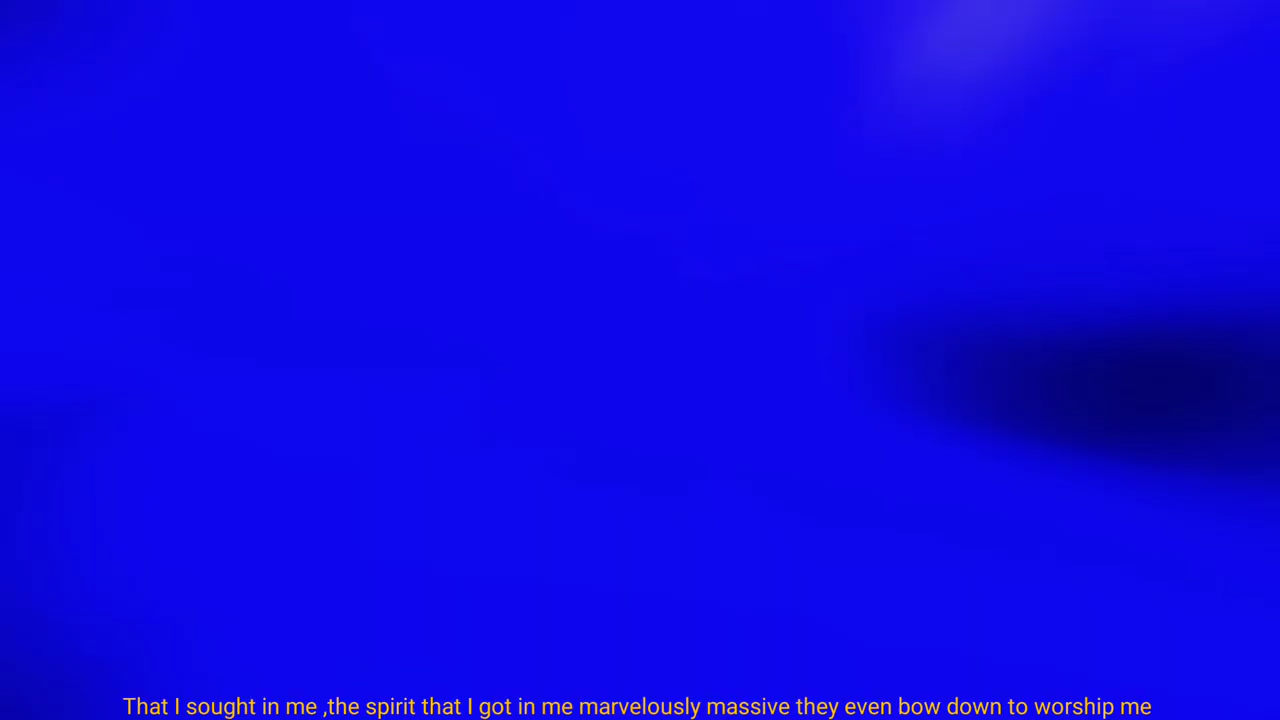 That I sought in me ,the spirit that I got in me marvelously massive they even bow down to worship me